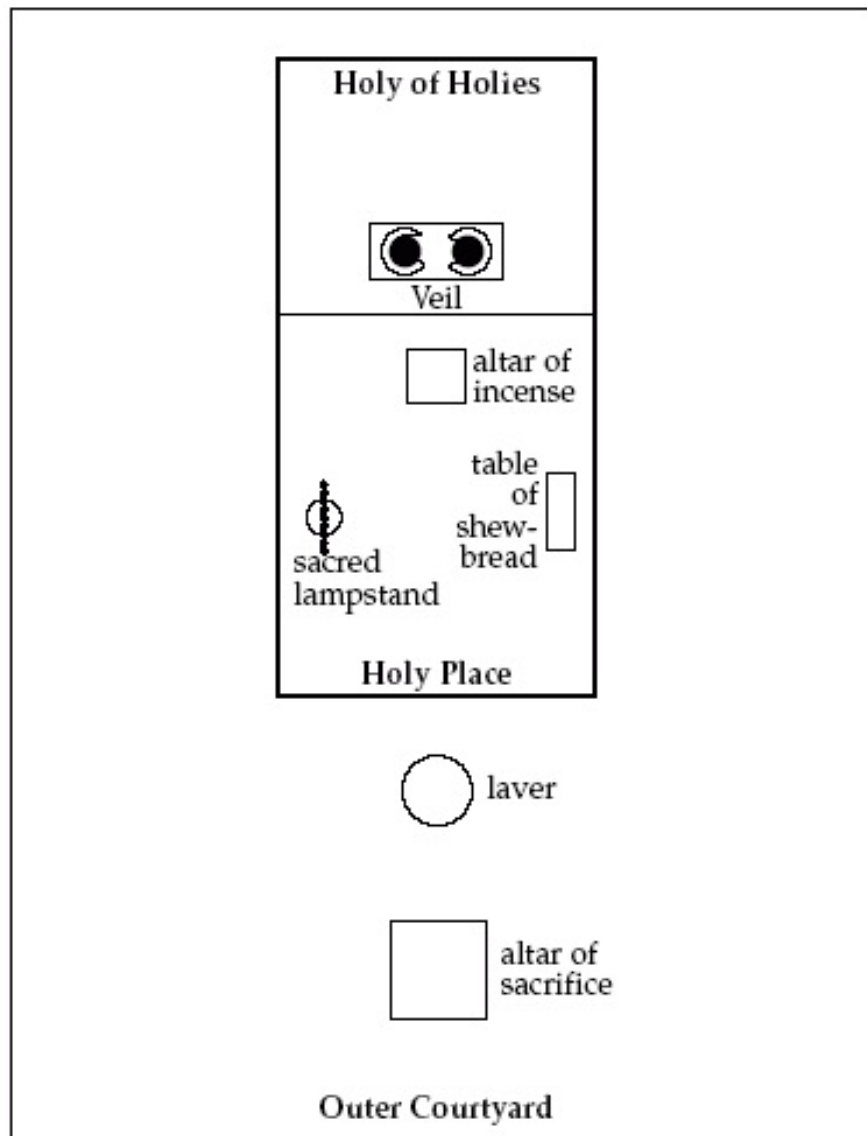 Holy of Holies
Veil
altar of
incense
table
of
shew-
bread
sacred
lampstand
Holy Place
laver
altar of
sacrifice
Outer Courtyard